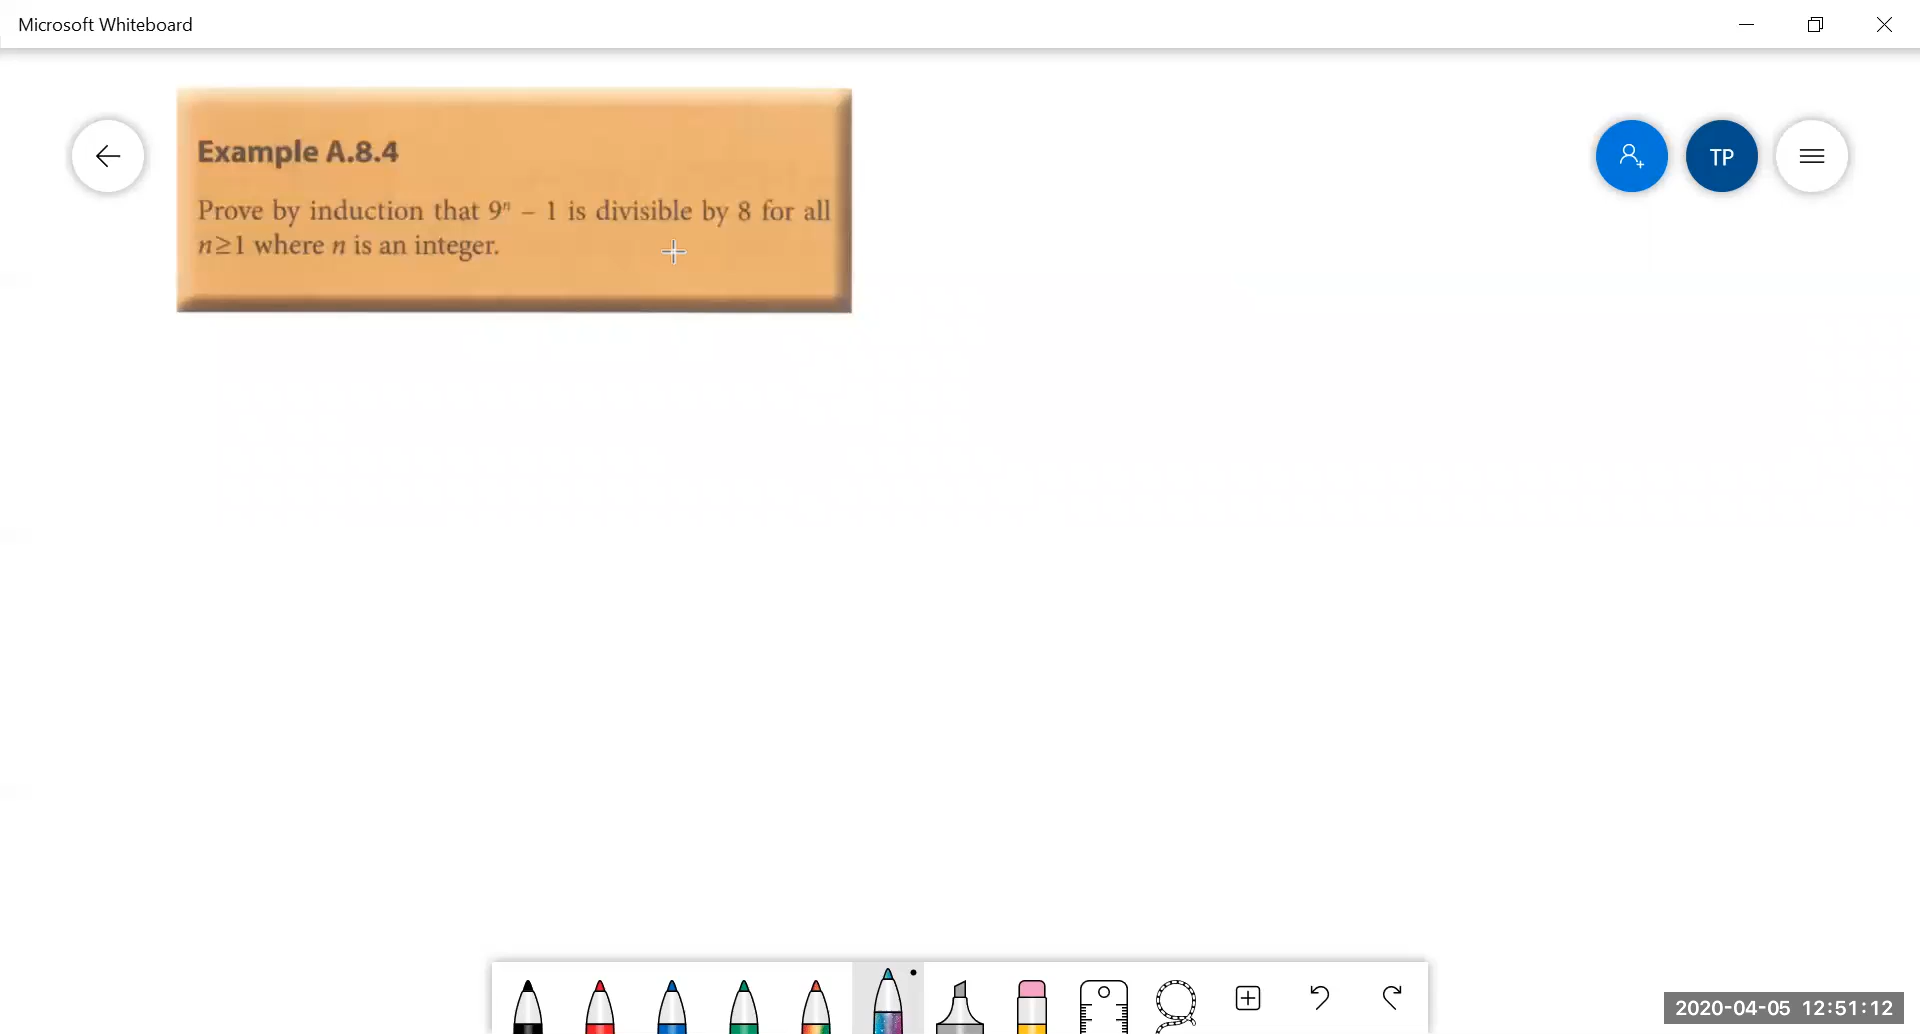 Microsoft Whiteboard
Example A.8.4
Prove by induction that 9ⁿ – 1 is divisible by 8 for all
n≥1 where n is an integer.
TP
2020-04-05 12:51:12